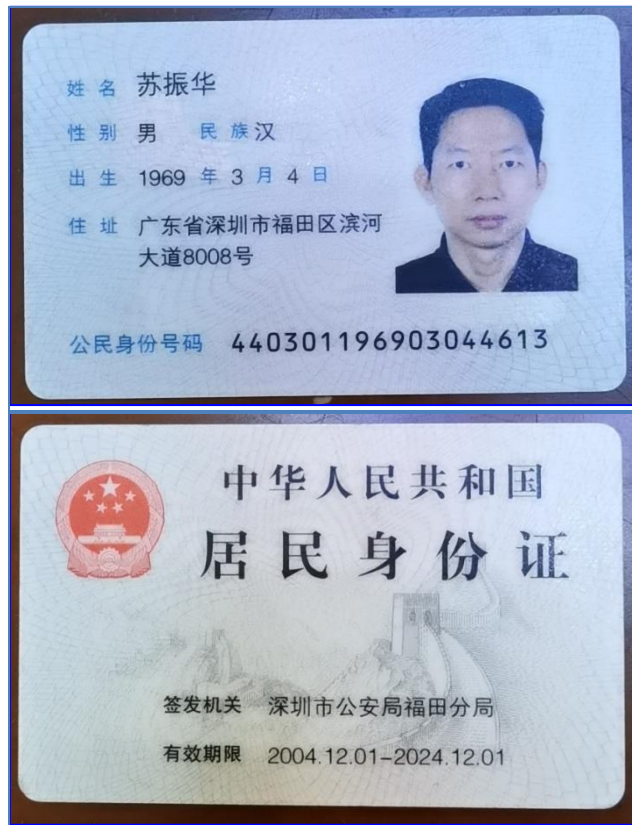 姓名 苏振华
性别 男 民族 汉
出生 1969 年 3 月 4 日
住址 广东省深圳市福田区滨河
大道8008号
公民身份号码 440301196903044613
中华人民共和国
居民身份证
签发机关 深圳市公安局福田分局
有效期限 2004.12.01-2024.12.01